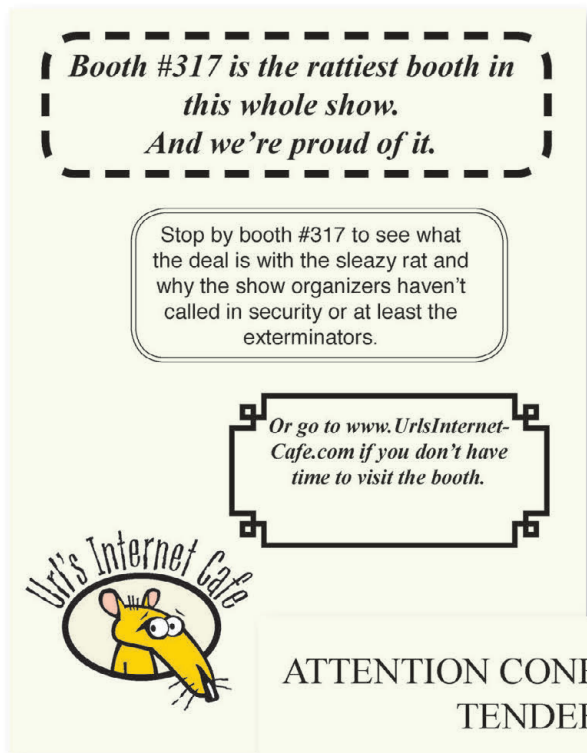 Booth #317 is the rattiest booth in
this whole show.
And we're proud of it.
Stop by booth #317 to see what
the deal is with the sleazy rat and
why the show organizers haven't
called in security or at least the
exterminators.
Or go to www.UrlsInternet-
Cafe.com if you don't have
time to visit the booth.
Url's Internet Cafe
ATTENTION